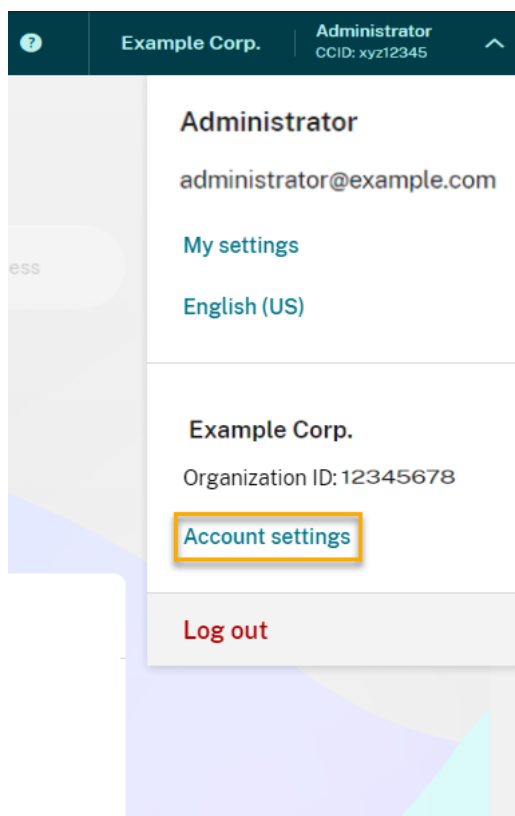 ?
Example Corp.
Administrator
CCID: xyz12345
Administrator
administrator@example.com
My settings
ess
English (US)
Example Corp.
Organization ID: 12345678
Account settings
Log out